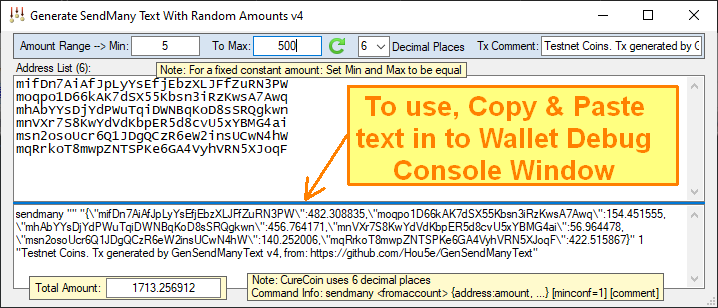 Generate SendMany Text With Random Amounts v4
Amount Range --> Min: 5 To Max: 500 6 Decimal Places Tx Comment: Testnet Coins. Tx generated by G
Address List (6):
Note: For a fixed constant amount: Set Min and Max to be equal
mifDn7AiAfJpLyYsEfjEbzXLJFfZuRN3PW
moqpo1D66kAK7dSX55Kbsn3iRzKwsA7Awq
mhAbYYsDjYdPWuTqiDWNBqKoD8sSRQgkwn
mnVXr7S8KwYdVdKbpER5d8cvU5xYBMG4ai
msn2osoUcr6Q1JDgQCzR6eW2insUCwN4hW
mqRrkoT8mwpZNTSPKe6GA4VyhVRN5XJoqF
To use, Copy & Paste
text in to Wallet Debug
Console Window
sendmany "" "{\"mifDn7AiAfJpLyYsEfjEbzXLJFfZuRN3PW\":482.308835,\"moqpo1D66kAK7dSX55Kbsn3iRzKwsA7Awq\":154.451555,
\"mhAbYYsDjYdPWuTqiDWNBqKoD8sSRQgkwn\":456.764171,\"mnVXr7S8KwYdVdKbpER5d8cvU5xYBMG4ai\":56.964478,
\"msn2osoUcr6Q1JDgQCzR6eW2insUCwN4hW\":140.252006,\"mqRrkoT8mwpZNTSPKe6GA4VyhVRN5XJoqF\":422.515867}" 1
"Testnet Coins. Tx generated by GenSendManyText v4, from: https://github.com/Hou5e/GenSendManyText"
Total Amount: 1713.256912
Note: CureCoin uses 6 decimal places
Command Info: sendmany <fromaccount> {address:amount, ...} [minconf=1] [comment]